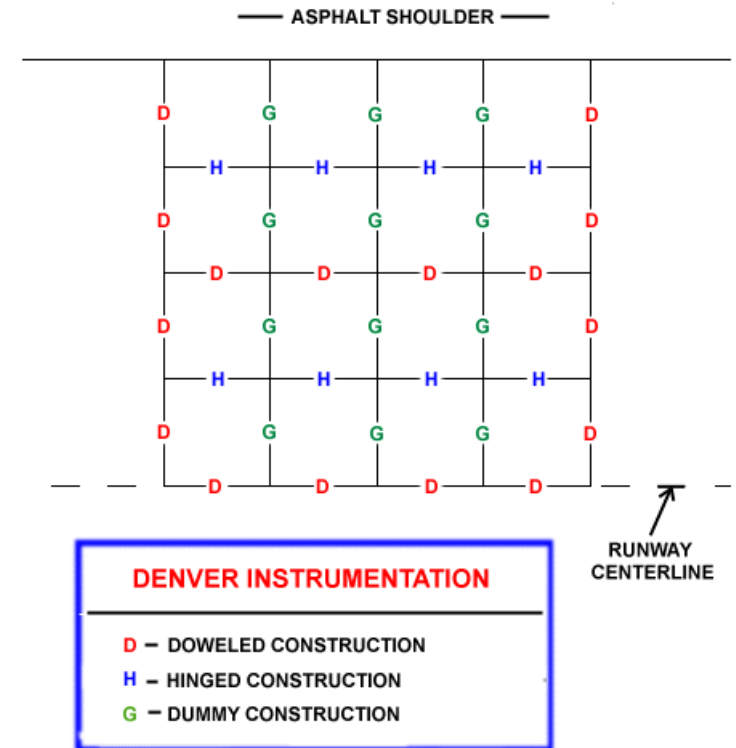 ASPHALT SHOULDER
D G G G D
H H H H
D G G G D
D D D D
D G G G D
H H H H
D G G G D
D D D D
RUNWAY
CENTERLINE
DENVER INSTRUMENTATION
D – DOWELED CONSTRUCTION
H – HINGED CONSTRUCTION
G – DUMMY CONSTRUCTION